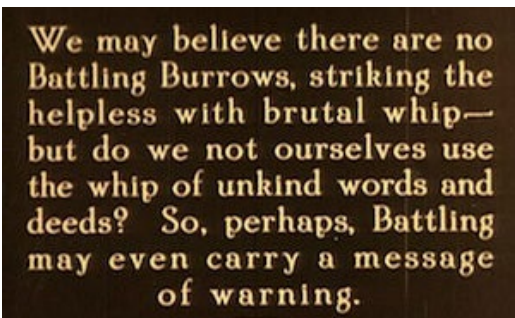 We may believe there are no
Battling Burrows, striking the
helpless with brutal whip—
but do we not ourselves use
the whip of unkind words and
deeds? So, perhaps, Battling
may even carry a message
of warning.